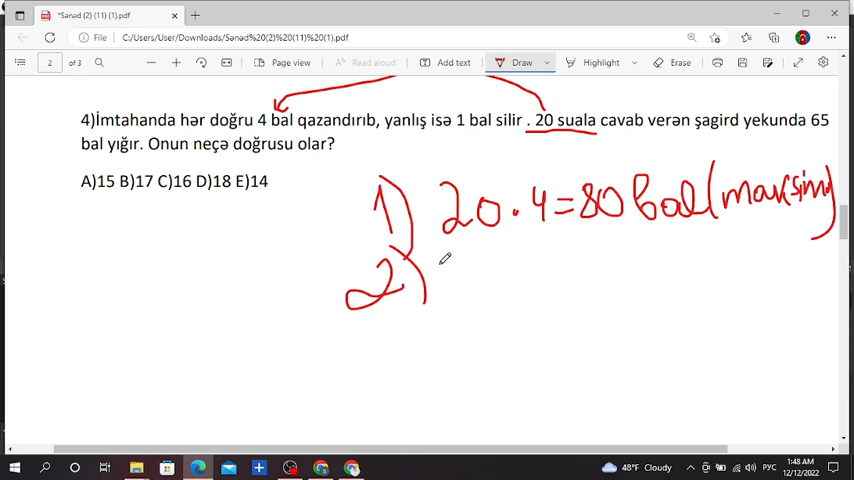 *Sənəd (2) (11) (1).pdf
File
C:/Users/User/Downloads/Sənəd%20(2)%20(11)%20(1).pdf
2 of 3
Page view
Read aloud
Add text
Draw
Highlight
Erase
4)İmtahanda hər doğru 4 bal qazandırıb, yanlış isə 1 bal silir . 20 suala cavab verən şagird yekunda 65
bal yığır. Onun neçə doğrusu olar?
A)15 B)17 C)16 D)18 E)14
1) 20 . 4 = 80 bal (maksimal)
2)
48°F Cloudy
РУС
1:48 AM
12/12/2022